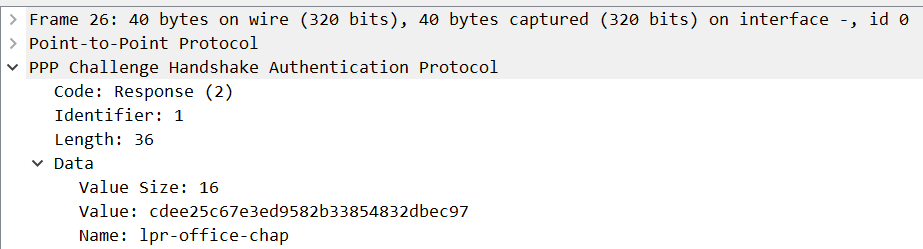 Frame 26: 40 bytes on wire (320 bits), 40 bytes captured (320 bits) on interface -, id 0
Point-to-Point Protocol
PPP Challenge Handshake Authentication Protocol
Code: Response (2)
Identifier: 1
Length: 36
Data
Value Size: 16
Value: cdee25c67e3ed9582b33854832dbec97
Name: lpr-office-chap